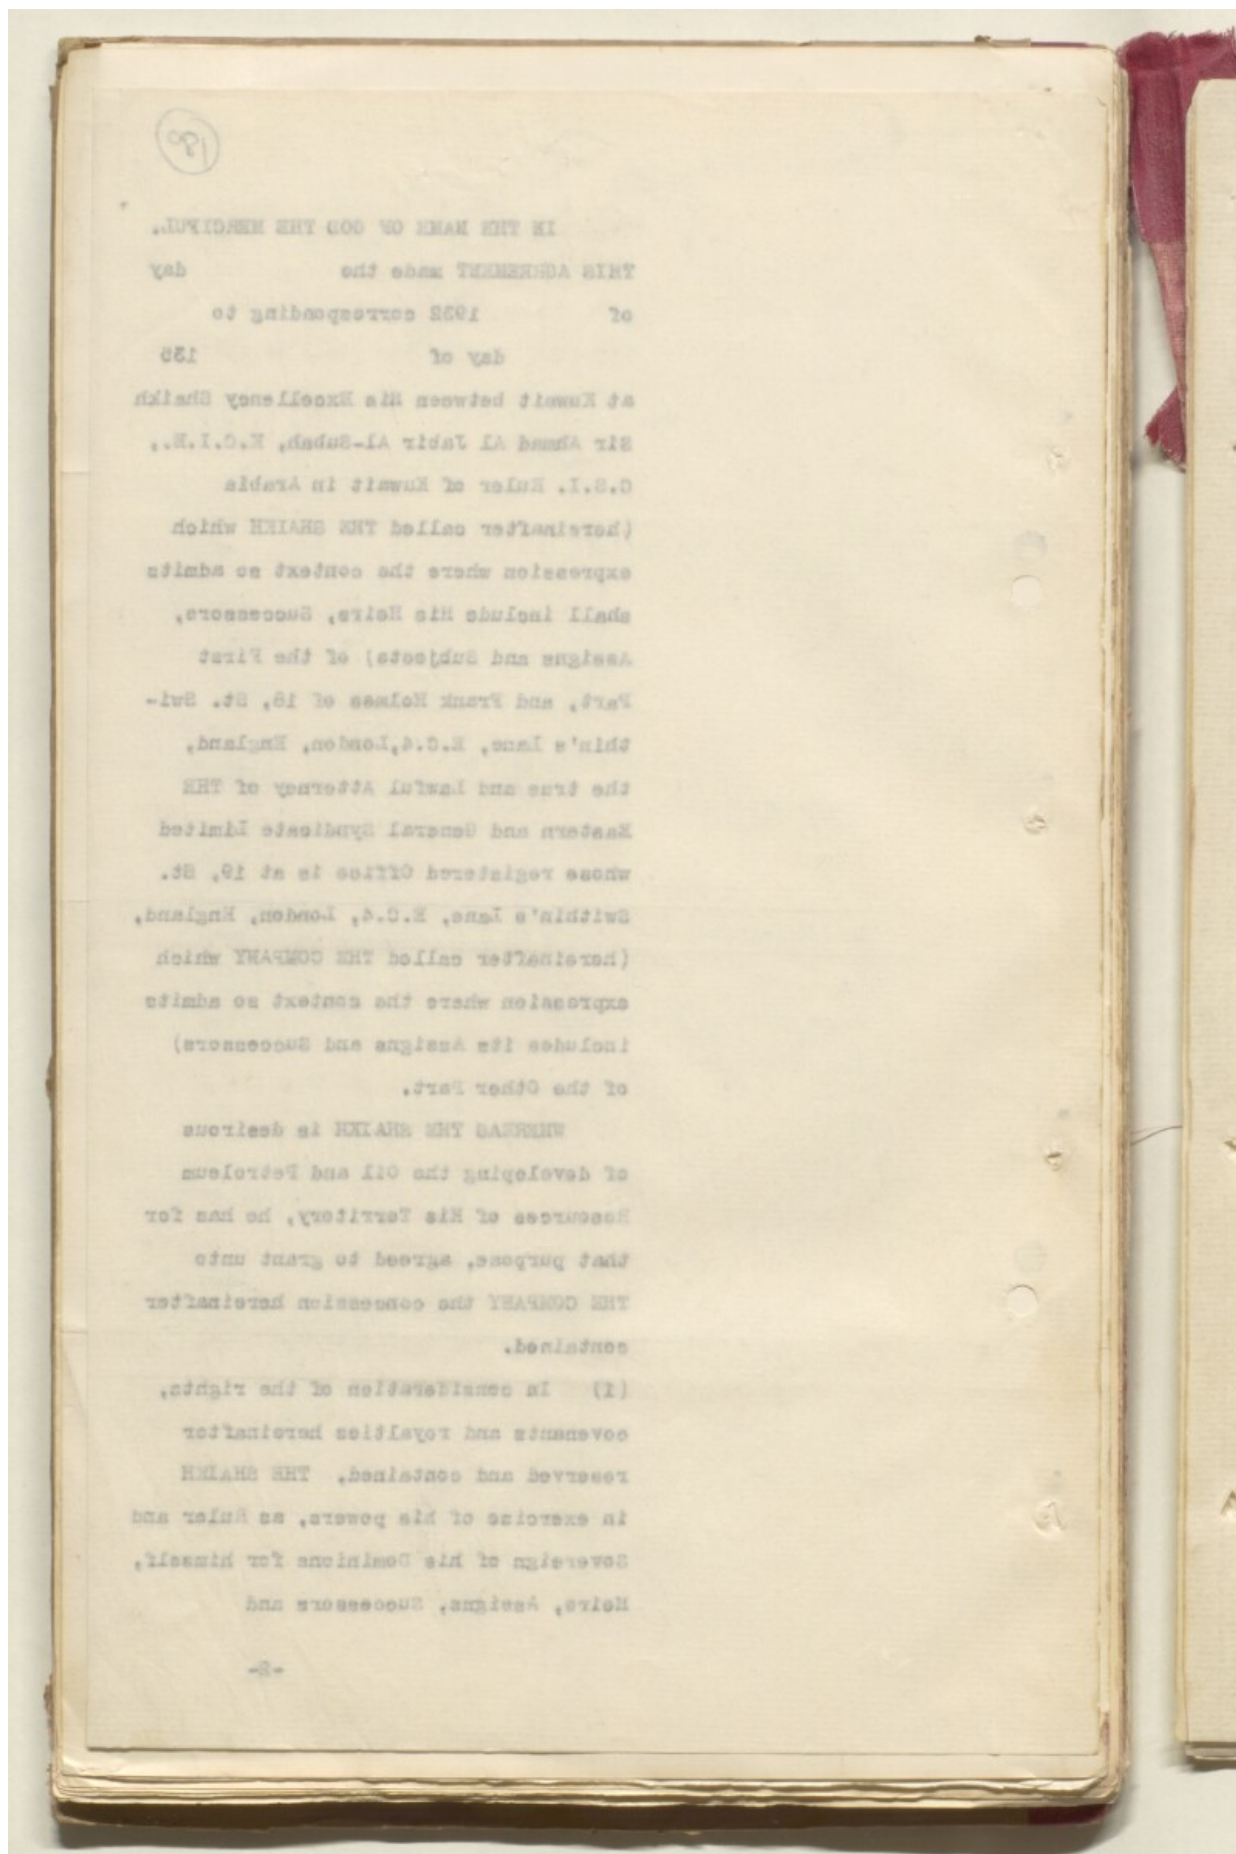 180
IN THE NAME OF GOD THE MERCIFUL.
THIS AGREEMENT made the day
of 1932 corresponding to
day of 135
at Kuwait between His Excellency Shaikh
Sir Ahmad Al Jabir Al-Subah, K.C.I.E.,
C.S.I. Ruler of Kuwait in Arabia
(hereinafter called THE SHAIKH which
expression where the context so admits
shall include His Heirs, Successors,
Assigns and Subjects) of the First
Part, and Frank Holmes of 18, St. Swi-
thin's Lane, E.C.4,London, England,
the true and Lawful Attorney of THE
Eastern and General Syndicate Limited
whose registered Office is at 19, St.
Swithin's Lane, E.C.4, London, England,
(hereinafter called THE COMPANY which
expression where the context so admits
includes its Assigns and Successors)
of the Other Part.
WHEREAS THE SHAIKH is desirous
of developing the Oil and Petroleum
Resources of His Territory, he has for
that purpose, agreed to grant unto
THE COMPANY the concession hereinafter
contained.
(1) In consideration of the rights,
covenants and royalties hereinafter
reserved and contained, THE SHAIKH
in exercise of his powers, as Ruler and
Sovereign of his Dominions for himself,
Heirs, Assigns, Successors and
-2-